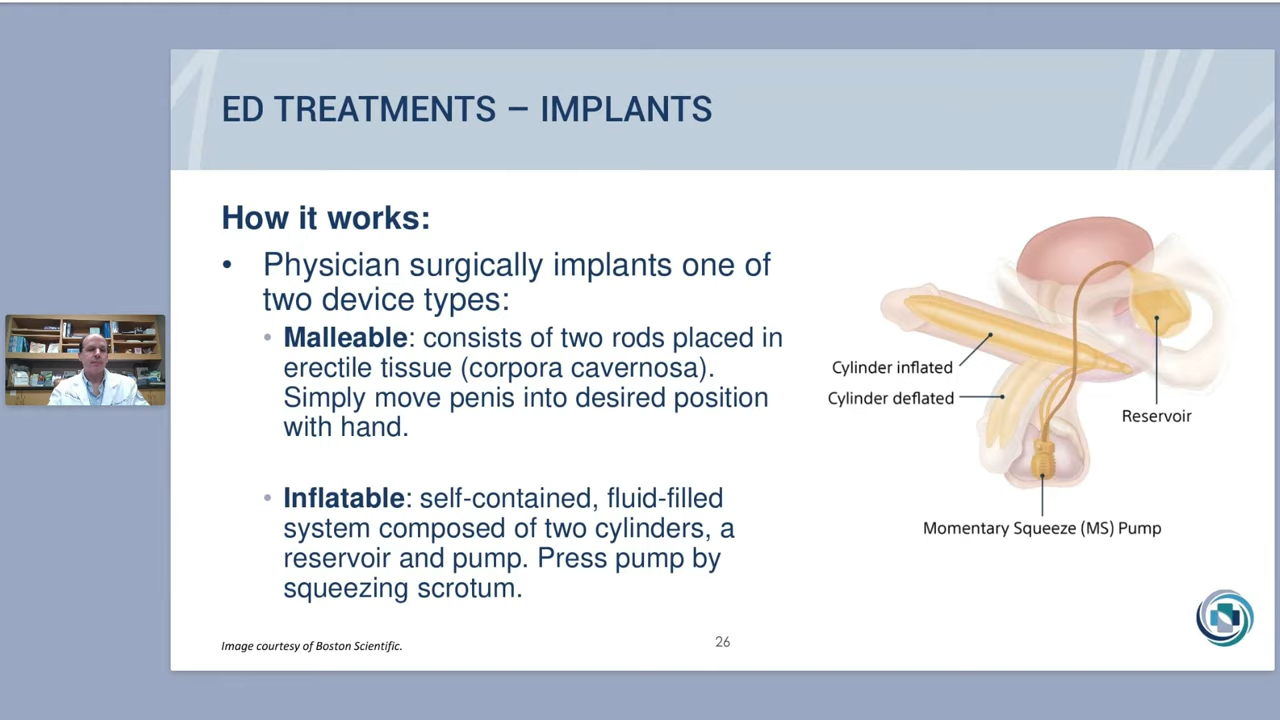 ED TREATMENTS – IMPLANTS
How it works:
• Physician surgically implants one of
two device types:
• Malleable: consists of two rods placed in
erectile tissue (corpora cavernosa).
Simply move penis into desired position
with hand.
• Inflatable: self-contained, fluid-filled
system composed of two cylinders, a
reservoir and pump. Press pump by
squeezing scrotum.
Cylinder inflated
Cylinder deflated
Reservoir
Momentary Squeeze (MS) Pump
Image courtesy of Boston Scientific.
26